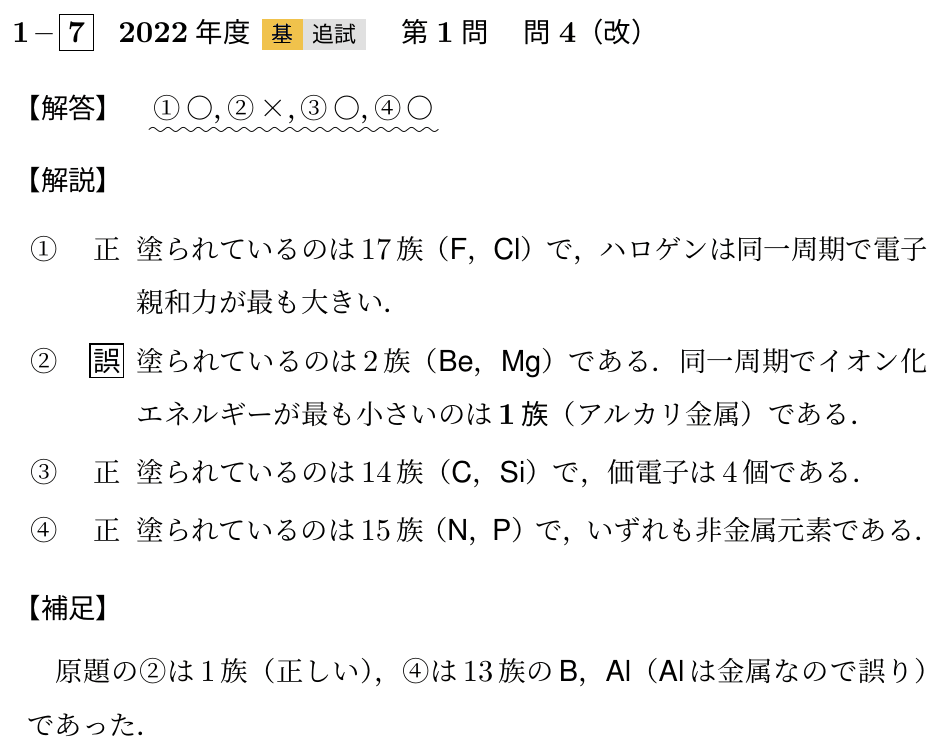 1–7 2022年度 基 追試 第1問 問4（改）
【解答】 ①○,②×,③○,④○
【解説】
① 正 塗られているのは17族（F，Cl）で，ハロゲンは同一周期で電子
親和力が最も大きい．
② 誤 塗られているのは2族（Be，Mg）である．同一周期でイオン化
エネルギーが最も小さいのは1族（アルカリ金属）である．
③ 正 塗られているのは14族（C，Si）で，価電子は4個である．
④ 正 塗られているのは15族（N，P）で，いずれも非金属元素である．
【補足】
原題の②は1族（正しい），④は13族のB，Al（Alは金属なので誤り）
であった．